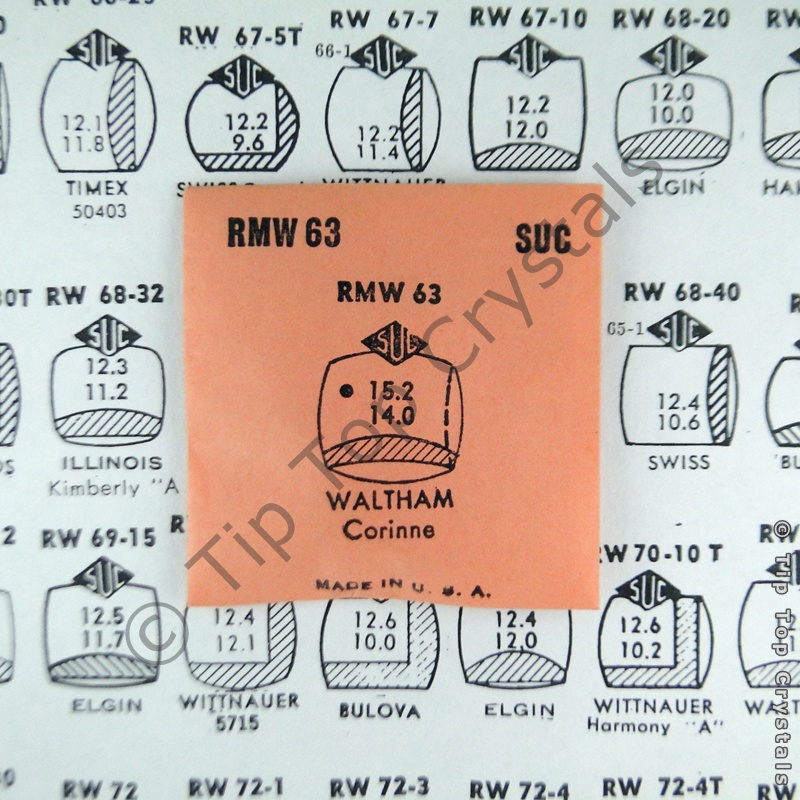 RW 67-5T
RW 67-7
RW 67-10
RW 68-20
66-1
SUC
SUC
SUC
SUC
SUC
12.1
11.8
12.2
9.6
12.2
11.4
12.2
12.0
12.0
10.0
TIMEX
50403
WITTNAUER
ELGIN
RMW 63
SUC
RMW 63
SUC
15.2
14.0
WALTHAM
Corinne
MADE IN U. S. A.
RW 68-32
SUC
12.3
11.2
ILLINOIS
Kimberly "A
RW 68-40
65-1
SUC
12.4
10.6
SWISS
RW 69-15
RW 70-10 T
SUC
SUC
12.5
11.7
12.4
12.1
12.6
10.0
12.4
12.0
12.6
10.2
ELGIN
WITTNAUER
5715
BULOVA
ELGIN
WITTNAUER
Harmony "A"
RW 72
RW 72-1
RW 72-3
RW 72-4
RW 72-4T
© Tip Top Crystals
© Tip Top Crystals